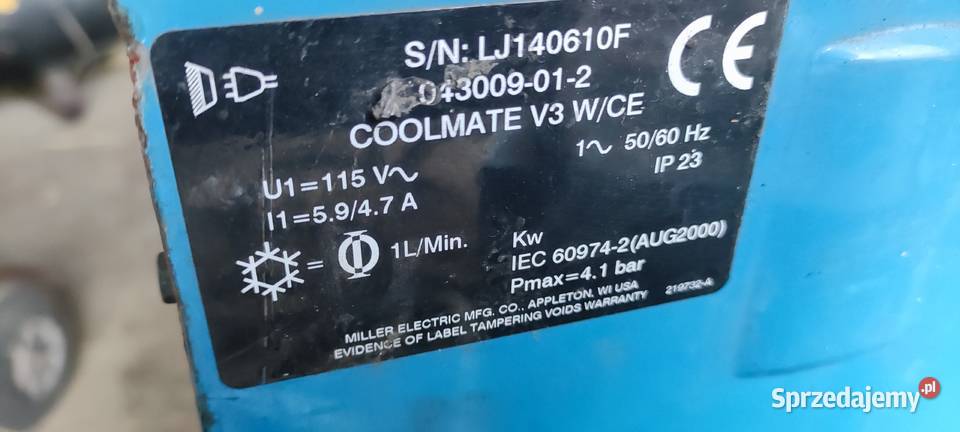 S/N: LJ140610F
043009-01-2
COOLMATE V3 W/CE
CE
1~ 50/60 Hz
IP 23
U1=115 V~
I1=5.9/4.7 A
= 1L/Min.
Kw
IEC 60974-2(AUG2000)
Pmax=4.1 bar
MILLER ELECTRIC MFG. CO., APPLETON, WI USA
EVIDENCE OF LABEL TAMPERING VOIDS WARRANTY
219732-A
Sprzedajemy.pl